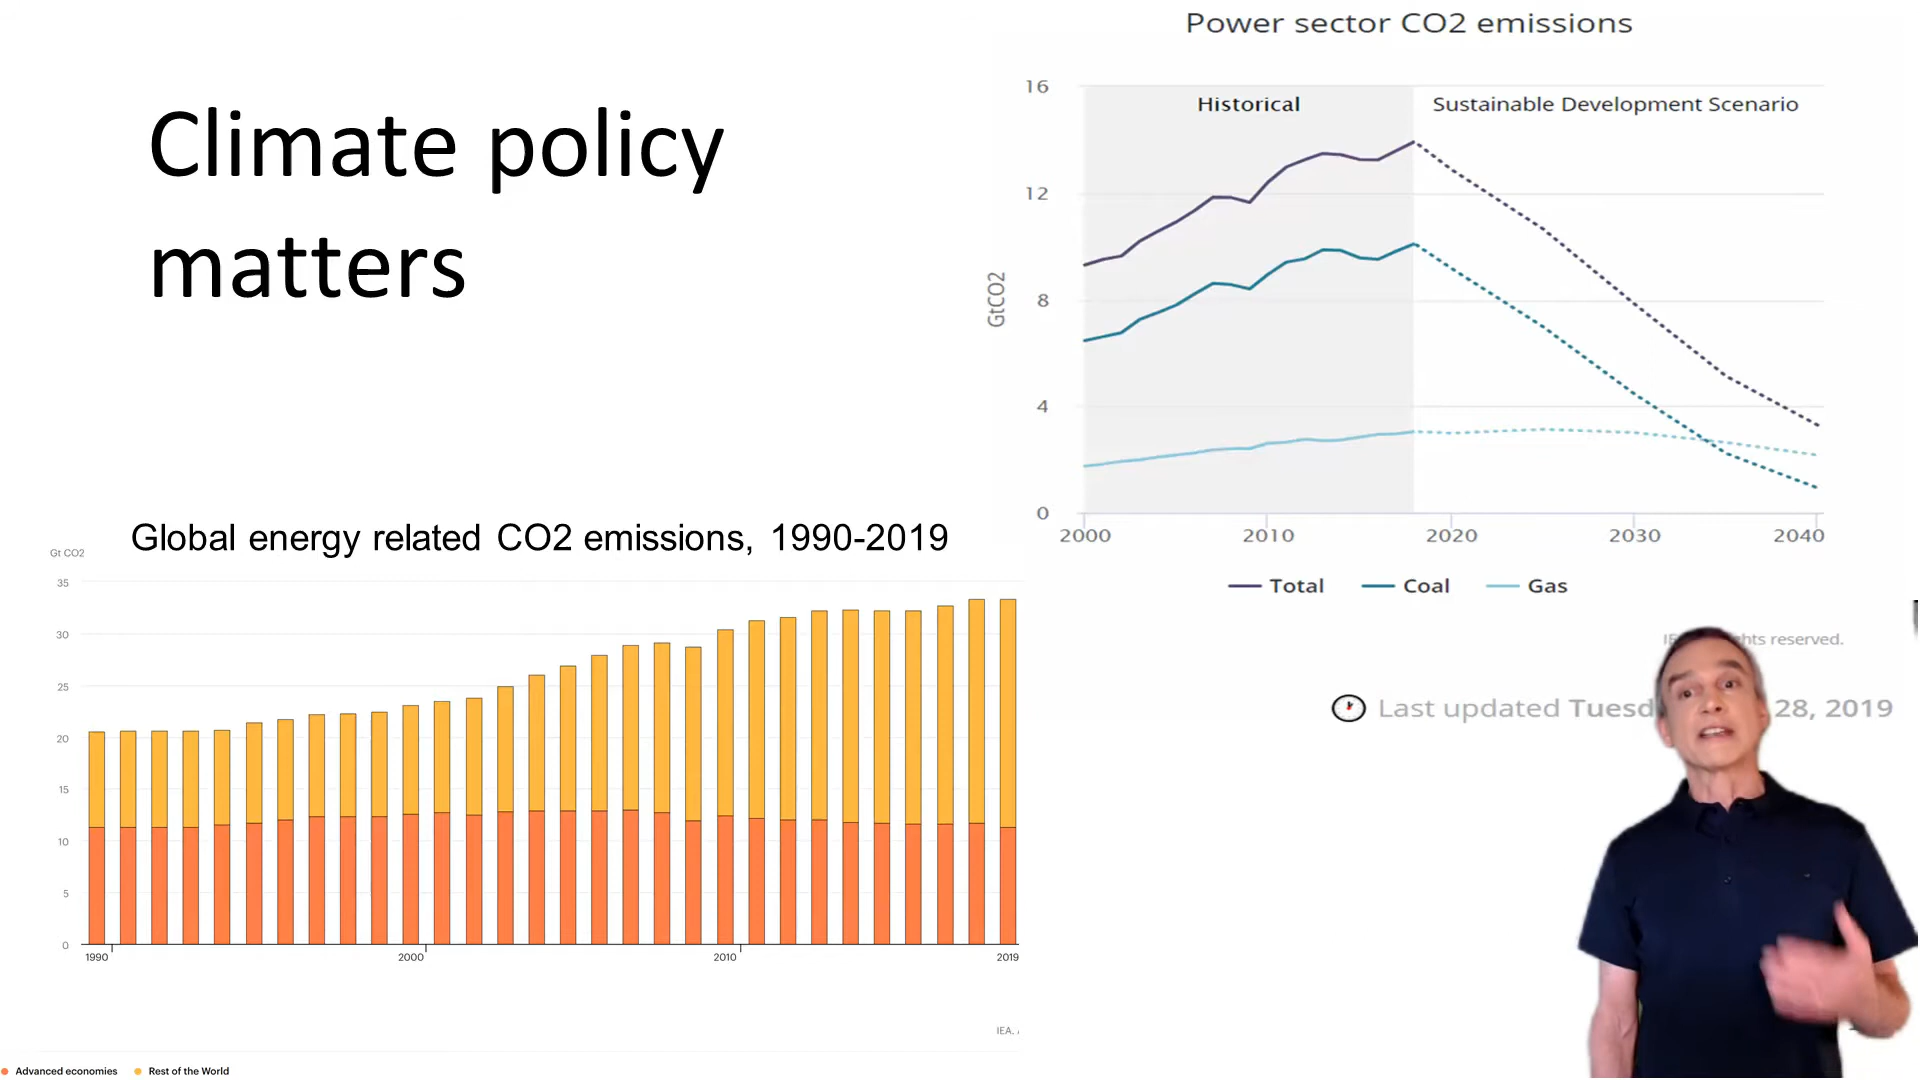 Climate policy
matters
Power sector CO2 emissions
16
Historical
Sustainable Development Scenario
12
GtCO2
8
4
0
2000 2010 2020 2030 2040
Total Coal Gas
hts reserved.
Last updated Tuesd 28, 2019
Global energy related CO2 emissions, 1990-2019
Gt CO2
35
30
25
20
15
10
5
0
1990 2000 2010 2019
IEA.
Advanced economies Rest of the World